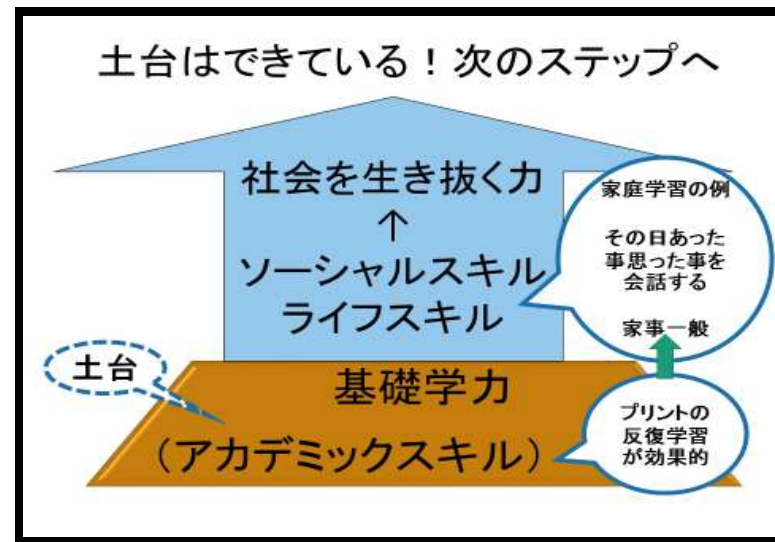 土台はできている！次のステップへ
社会を生き抜く力
↑
ソーシャルスキル
ライフスキル
家庭学習の例
その日あった
事思った事を
会話する
家事一般
土台
基礎学力
（アカデミックスキル）
プリントの
反復学習
が効果的